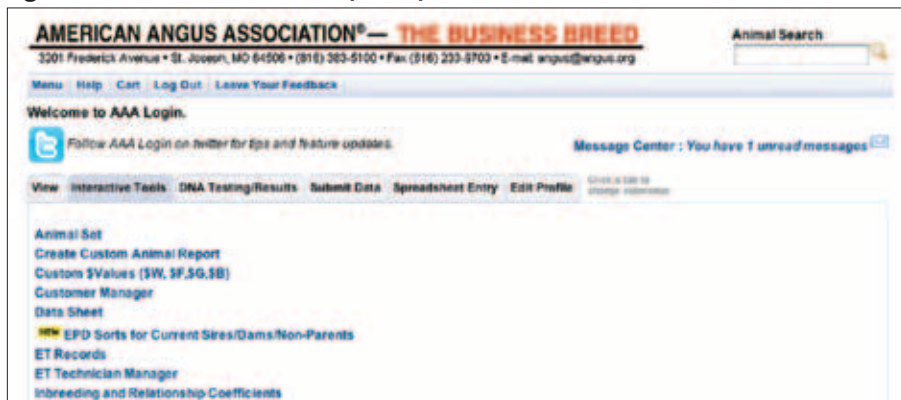 AMERICAN ANGUS ASSOCIATION®— THE BUSINESS BREED
Animal Search
3201 Frederick Avenue • St. Joseph, MO 64506 • (816) 383-5100 • Fax (816) 233-9703 • E-mail: angus@angus.org
Menu Help Cart Log Out Leave Your Feedback
Welcome to AAA Login.
Follow AAA Login on twitter for tips and feature updates.
Message Center : You have 1 unread messages
View Interactive Tools DNA Testing/Results Submit Data Spreadsheet Entry Edit Profile
Animal Set
Create Custom Animal Report
Custom $Values ($W, $F,$G,$B)
Customer Manager
Data Sheet
NEW EPD Sorts for Current Sires/Dams/Non-Parents
ET Records
ET Technician Manager
Inbreeding and Relationship Coefficients